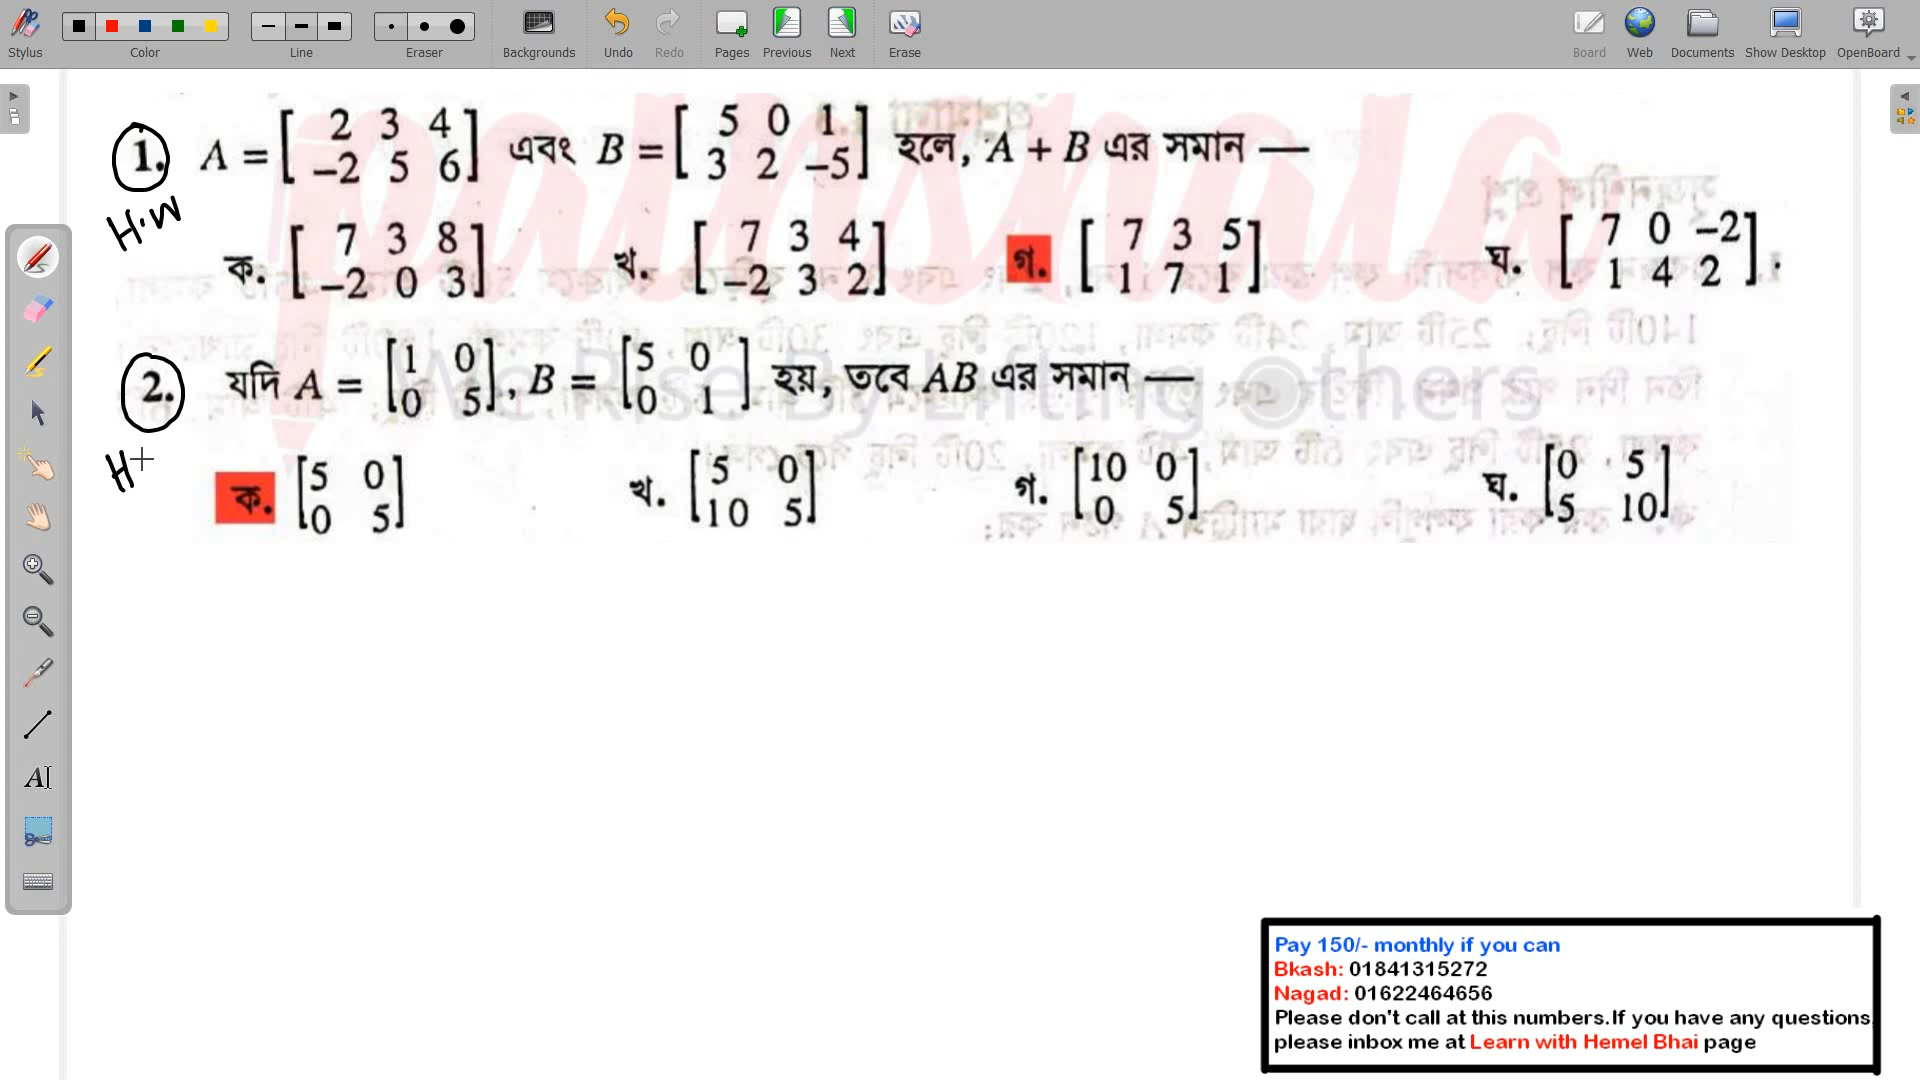 Stylus Color Line Eraser Backgrounds Undo Redo Pages Previous Next Erase Board Web Documents Show Desktop OpenBoard
1. A = [ 2 3 4 -2 5 6 ] এবং B = [ 5 0 1 3 2 -5 ] হলে, A + B এর সমান —
H.W
ক. [ 7 3 8 -2 0 3 ] খ. [ 7 3 4 -2 3 2 ] গ. [ 7 3 5 1 7 1 ] ঘ. [ 7 0 -2 1 4 2 ].
2. যদি A = [ 1 0 0 5 ], B = [ 5 0 0 1 ] হয়, তবে AB এর সমান —
We Rise By Lifting Others
H
ক. [ 5 0 0 5 ] খ. [ 5 0 10 5 ] গ. [ 10 0 0 5 ] ঘ. [ 0 5 5 10 ]
pathshala
Pay 150/- monthly if you can
Bkash: 01841315272
Nagad: 01622464656
Please don't call at this numbers.If you have any questions
please inbox me at Learn with Hemel Bhai page